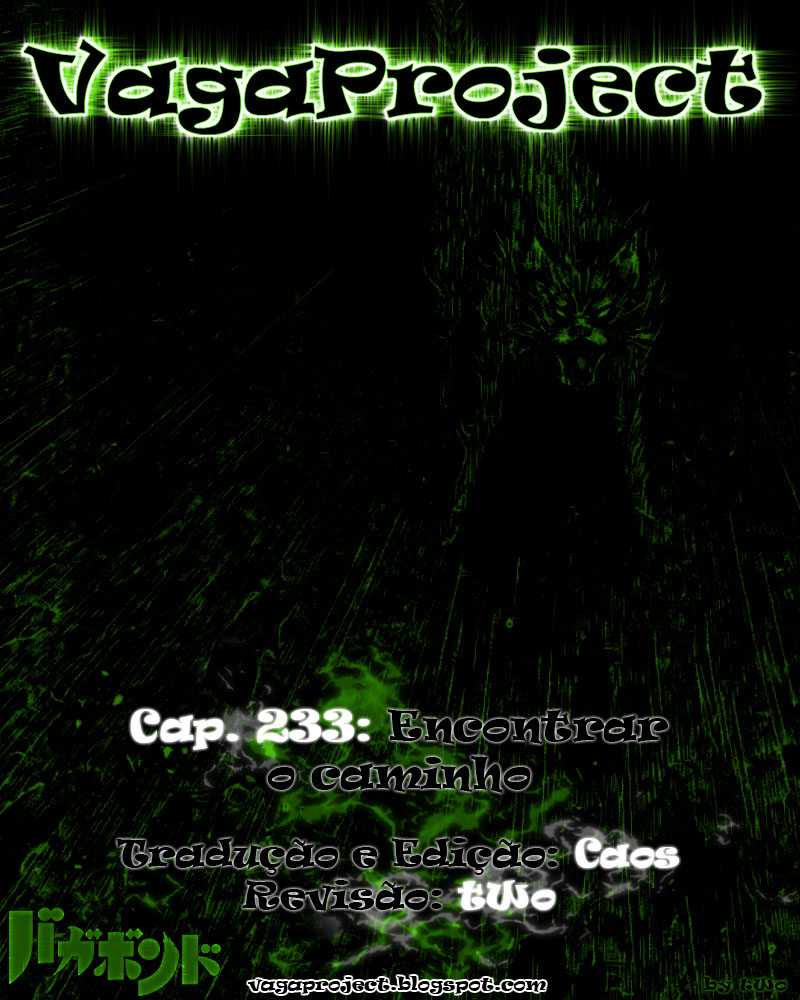 VagaProject
Cap. 233: Encontrar
o caminho
Tradução e Edição: Caos
Revisão: tWo
バガボンド
vagaproject.blogspot.com
by tWo